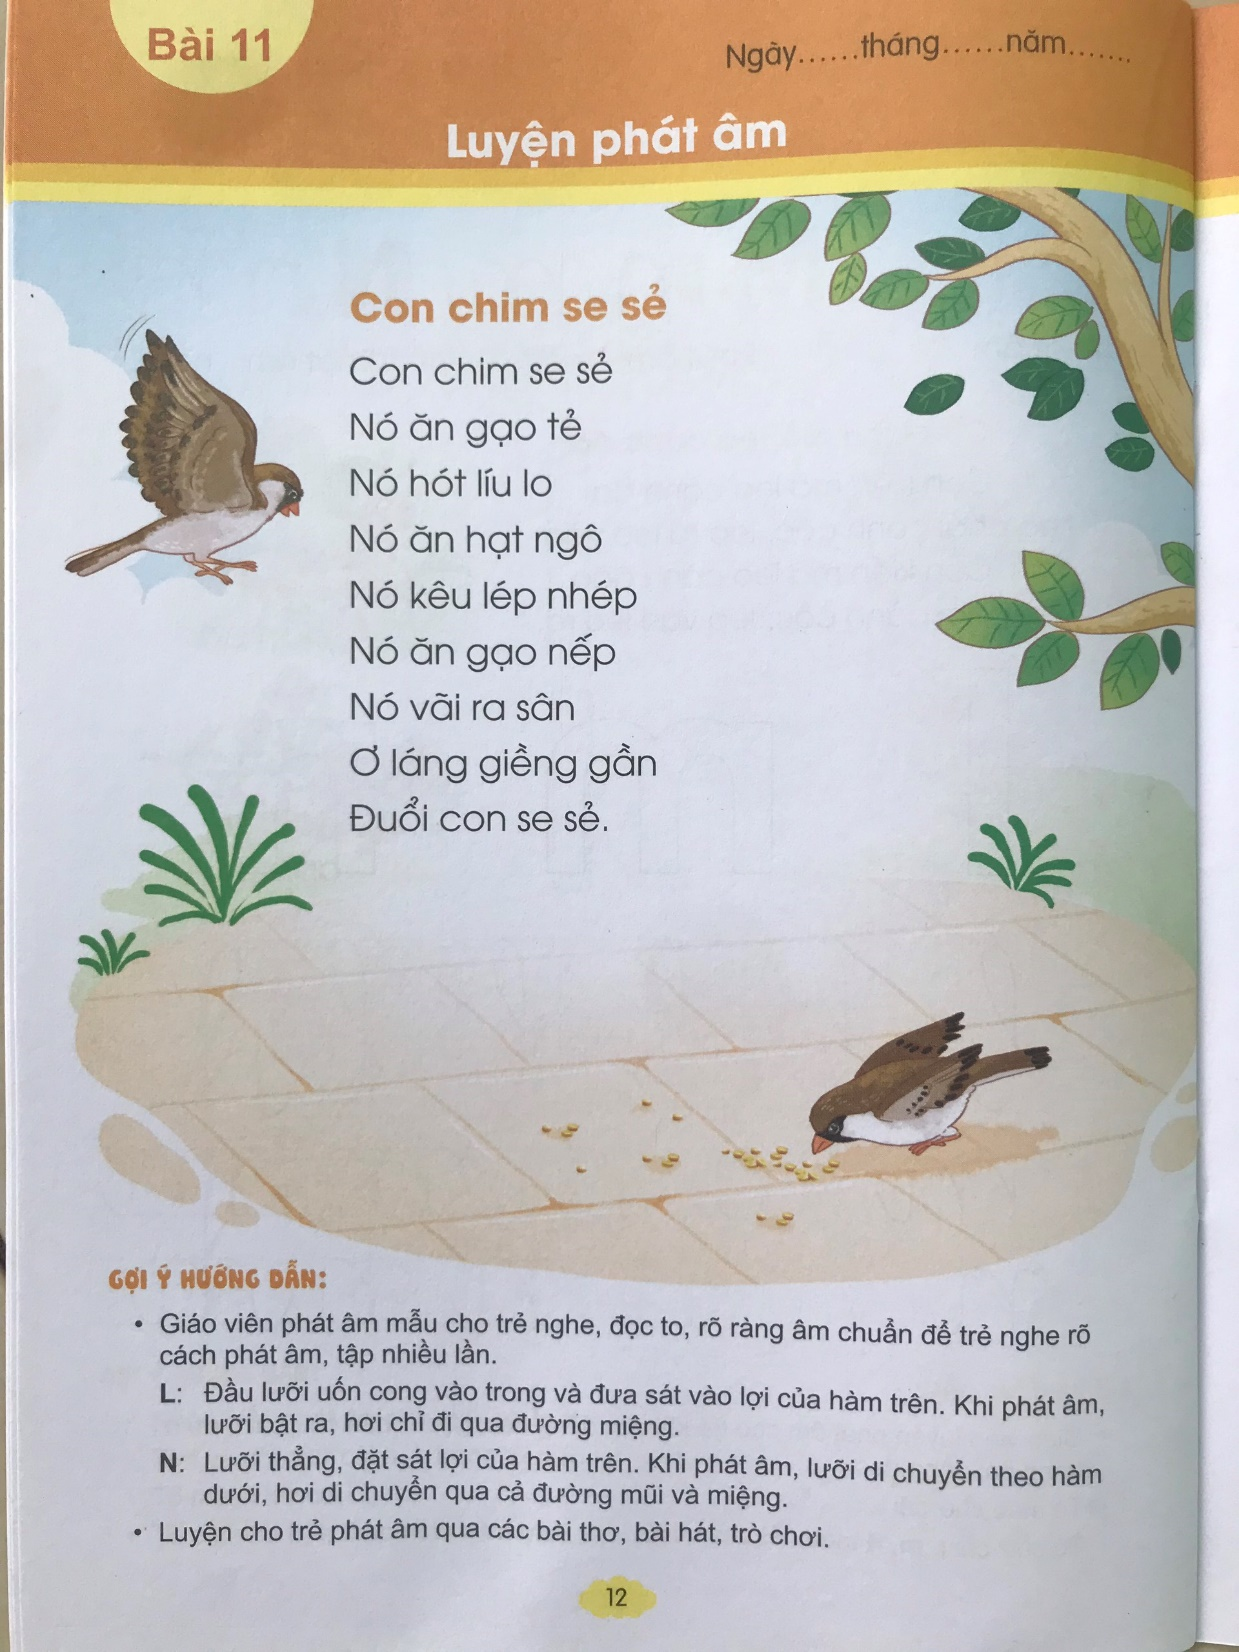 Bài 11
Ngày......tháng......năm.......
Luyện phát âm
Con chim se sẻ
Con chim se sẻ
Nó ăn gạo tẻ
Nó hót líu lo
Nó ăn hạt ngô
Nó kêu lép nhép
Nó ăn gạo nếp
Nó vãi ra sân
Ơ láng giềng gần
Đuổi con se sẻ.
GỢI Ý HƯỚNG DẪN:
• Giáo viên phát âm mẫu cho trẻ nghe, đọc to, rõ ràng âm chuẩn để trẻ nghe rõ
cách phát âm, tập nhiều lần.
L: Đầu lưỡi uốn cong vào trong và đưa sát vào lợi của hàm trên. Khi phát âm,
lưỡi bật ra, hơi chỉ đi qua đường miệng.
N: Lưỡi thẳng, đặt sát lợi của hàm trên. Khi phát âm, lưỡi di chuyển theo hàm
dưới, hơi di chuyển qua cả đường mũi và miệng.
• Luyện cho trẻ phát âm qua các bài thơ, bài hát, trò chơi.
12